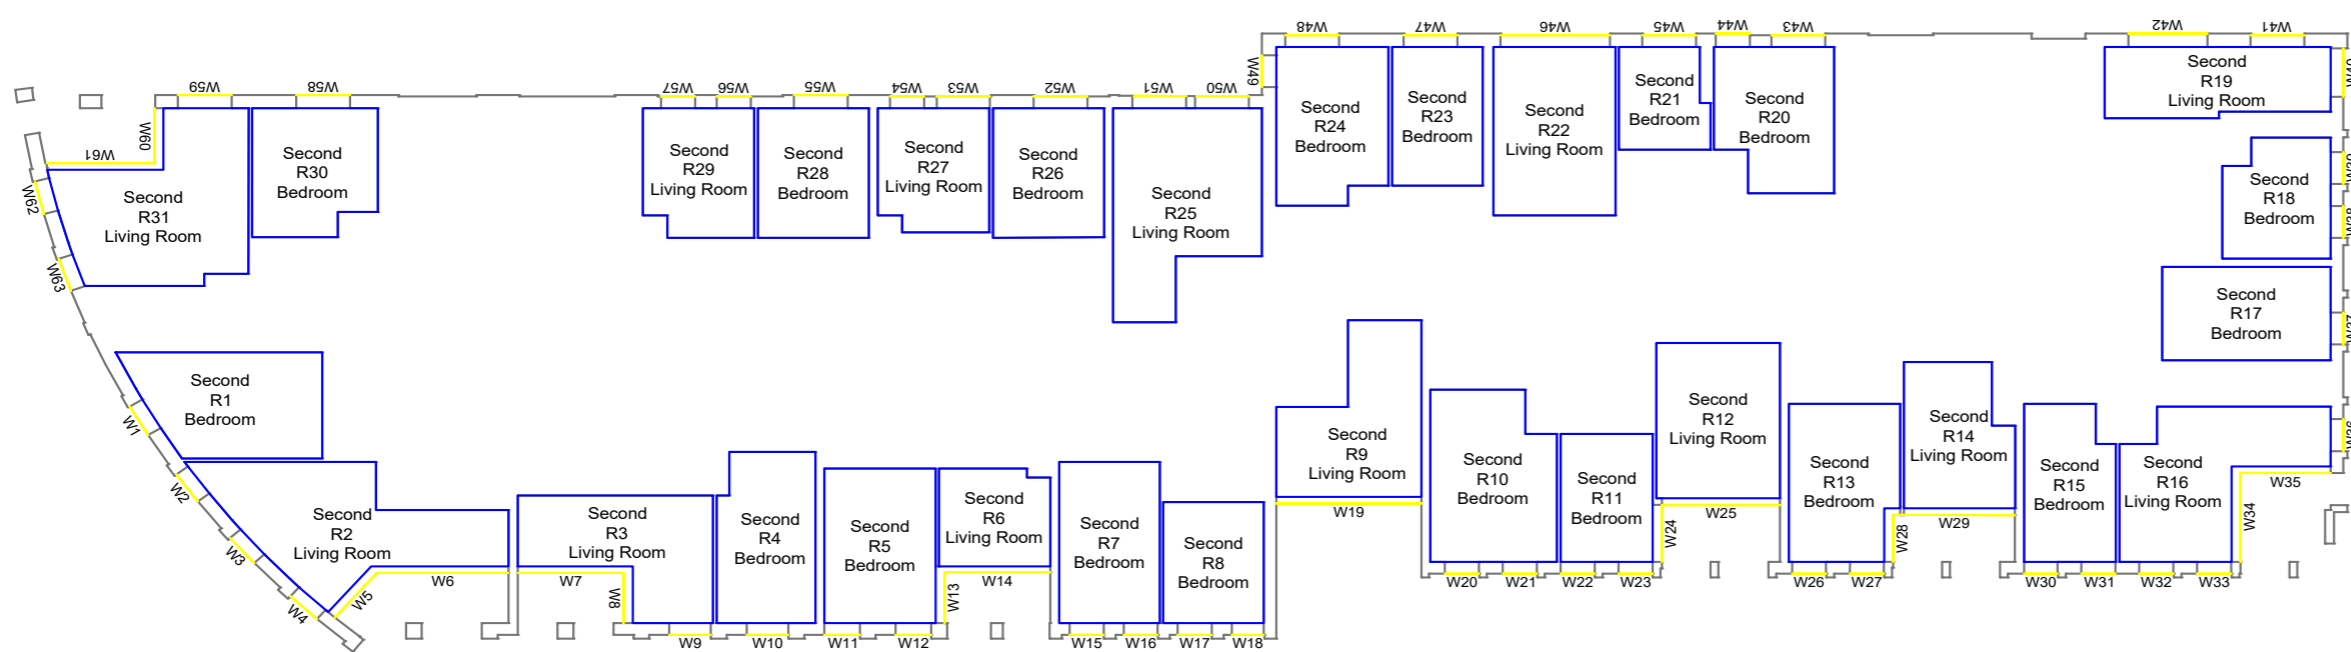 W48
W47
W46
W45
W44
W43
W42
W41
W49
W40
W59
W58
W57
W56
W55
W54
W53
W52
W51
W50
W60
W61
W62
W63
Second
R31
Living Room
Second
R30
Bedroom
Second
R29
Living Room
Second
R28
Bedroom
Second
R27
Living Room
Second
R26
Bedroom
Second
R25
Living Room
Second
R24
Bedroom
Second
R23
Bedroom
Second
R22
Living Room
Second
R21
Bedroom
Second
R20
Bedroom
Second
R19
Living Room
Second
R18
Bedroom
W39
W38
Second
R17
Bedroom
W37
Second
R1
Bedroom
W1
W2
W3
W4
Second
R2
Living Room
W5
W6
W7
W8
Second
R3
Living Room
W9
Second
R4
Bedroom
W10
Second
R5
Bedroom
W11
W12
W13
Second
R6
Living Room
W14
Second
R7
Bedroom
W15
W16
Second
R8
Bedroom
W17
W18
Second
R9
Living Room
W19
Second
R10
Bedroom
W20
W21
Second
R11
Bedroom
W22
W23
W24
Second
R12
Living Room
W25
Second
R13
Bedroom
W26
W27
W28
Second
R14
Living Room
W29
Second
R15
Bedroom
W30
W31
Second
R16
Living Room
W32
W33
W34
W35
W36